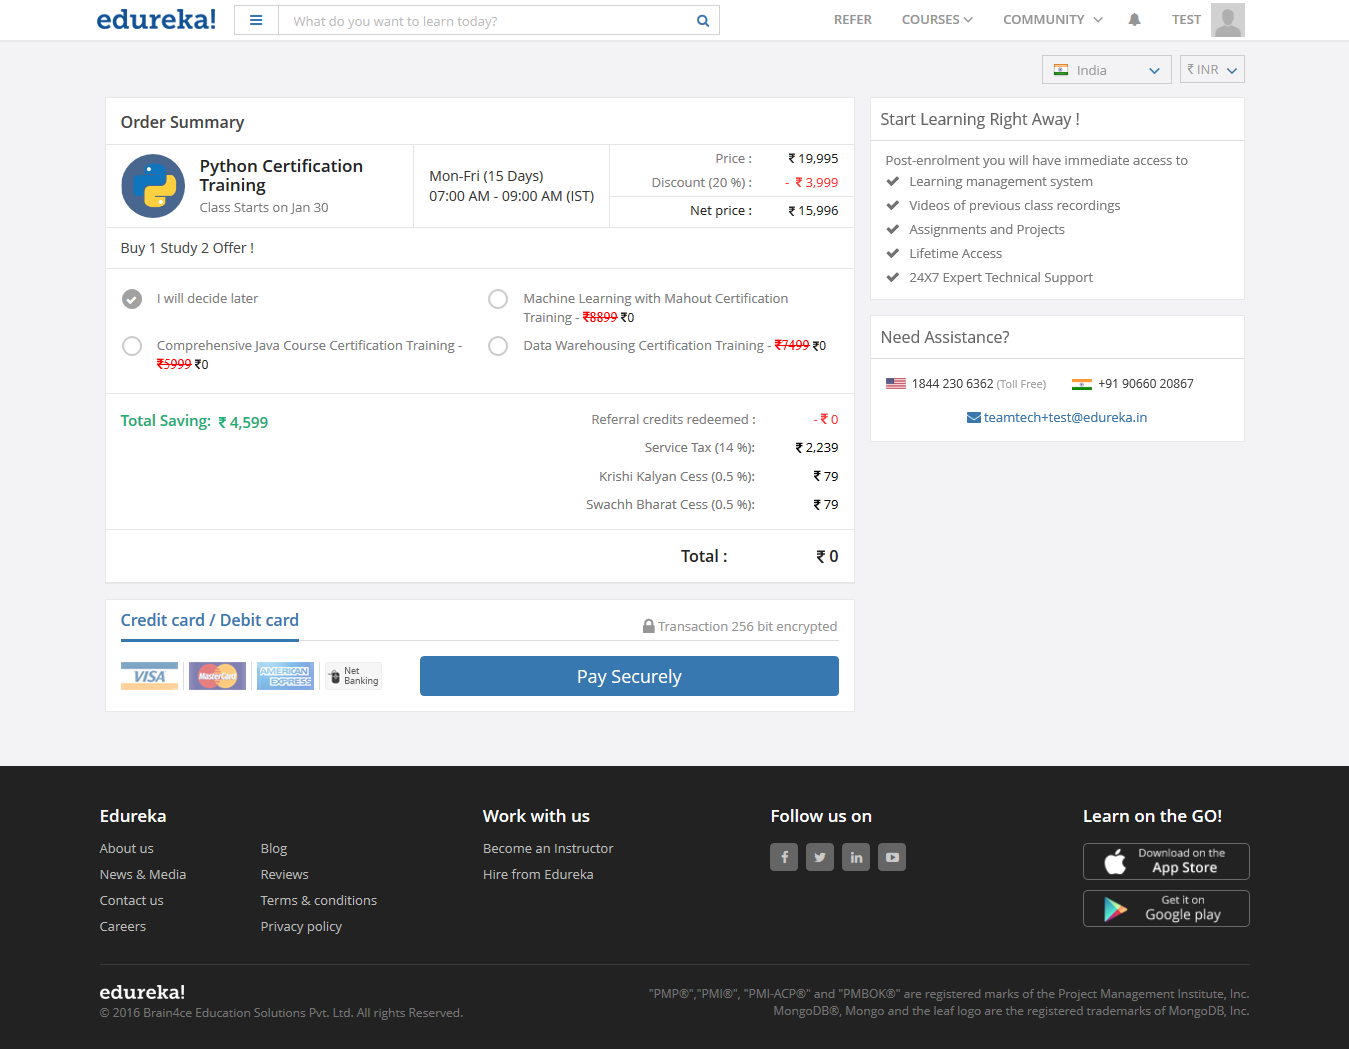 edureka!
What do you want to learn today?
REFER
COURSES
COMMUNITY
TEST
India
₹ INR
Order Summary
Python Certification
Training
Class Starts on Jan 30
Mon-Fri (15 Days)
07:00 AM - 09:00 AM (IST)
Price : ₹ 19,995
Discount (20 %) : - ₹ 3,999
Net price : ₹ 15,996
Buy 1 Study 2 Offer !
I will decide later
Machine Learning with Mahout Certification
Training - ₹8899 ₹0
Comprehensive Java Course Certification Training -
₹5999 ₹0
Data Warehousing Certification Training - ₹7499 ₹0
Total Saving: ₹ 4,599
Referral credits redeemed : - ₹ 0
Service Tax (14 %): ₹ 2,239
Krishi Kalyan Cess (0.5 %): ₹ 79
Swachh Bharat Cess (0.5 %): ₹ 79
Total : ₹ 0
Credit card / Debit card
Transaction 256 bit encrypted
VISA
MasterCard
AMERICAN
EXPRESS
Net
Banking
Pay Securely
Start Learning Right Away !
Post-enrolment you will have immediate access to
Learning management system
Videos of previous class recordings
Assignments and Projects
Lifetime Access
24X7 Expert Technical Support
Need Assistance?
1844 230 6362 (Toll Free)
+91 90660 20867
teamtech+test@edureka.in
Edureka
About us
News & Media
Contact us
Careers
Blog
Reviews
Terms & conditions
Privacy policy
Work with us
Become an Instructor
Hire from Edureka
Follow us on
Learn on the GO!
Download on the
App Store
Get it on
Google play
edureka!
© 2016 Brain4ce Education Solutions Pvt. Ltd. All rights Reserved.
"PMP®","PMI®", "PMI-ACP®" and "PMBOK®" are registered marks of the Project Management Institute, Inc.
MongoDB®, Mongo and the leaf logo are the registered trademarks of MongoDB, Inc.